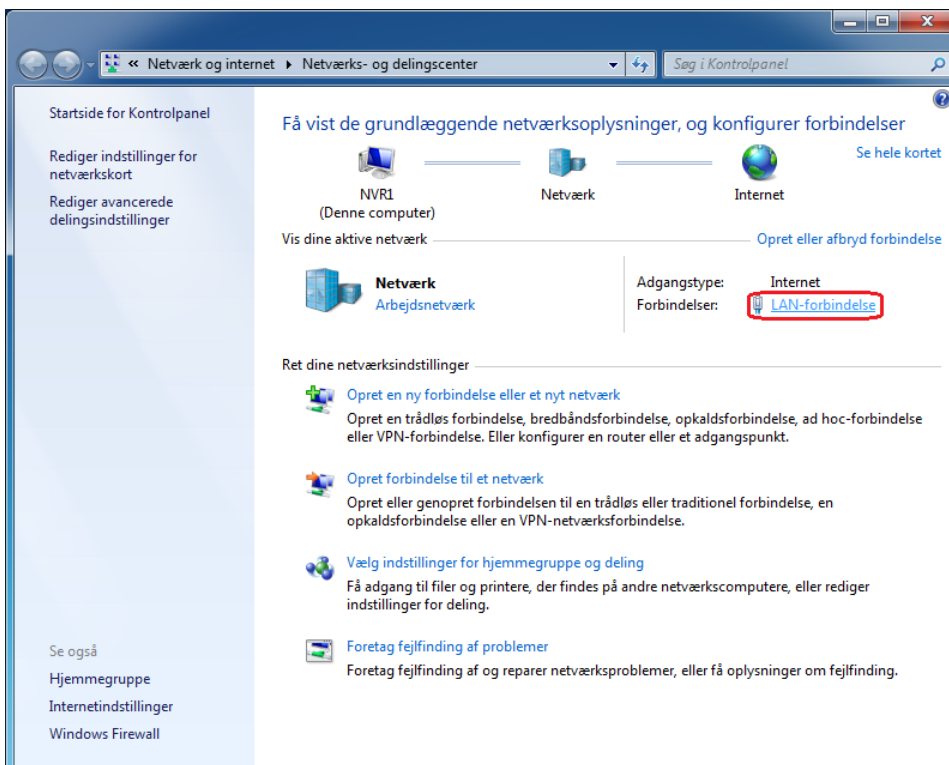 « Netværk og internet ▸ Netværks- og delingscenter
Søg i Kontrolpanel
Startside for Kontrolpanel
Rediger indstillinger for
netværkskort
Rediger avancerede
delingsindstillinger
Se også
Hjemmegruppe
Internetindstillinger
Windows Firewall
Få vist de grundlæggende netværksoplysninger, og konfigurer forbindelser
Se hele kortet
NVR1
(Denne computer)
Netværk
Internet
Vis dine aktive netværk
Opret eller afbryd forbindelse
Netværk
Arbejdsnetværk
Adgangstype: Internet
Forbindelser: LAN-forbindelse
Ret dine netværksindstillinger
Opret en ny forbindelse eller et nyt netværk
Opret en trådløs forbindelse, bredbåndsforbindelse, opkaldsforbindelse, ad hoc-forbindelse
eller VPN-forbindelse. Eller konfigurer en router eller et adgangspunkt.
Opret forbindelse til et netværk
Opret eller genopret forbindelsen til en trådløs eller traditionel forbindelse, en
opkaldsforbindelse eller en VPN-netværksforbindelse.
Vælg indstillinger for hjemmegruppe og deling
Få adgang til filer og printere, der findes på andre netværkscomputere, eller rediger
indstillinger for deling.
Foretag fejlfinding af problemer
Foretag fejlfinding af og reparer netværksproblemer, eller få oplysninger om fejlfinding.